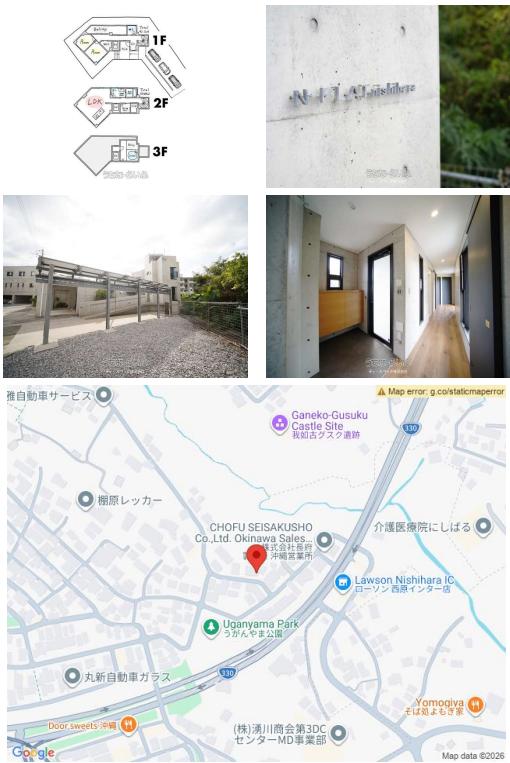 1F
LDK
2F
3F
⚠ Map error: g.co/staticmaperror
雅自動車サービス
Ganeko-Gusuku
Castle Site
我如古グスク遺跡
330
棚原レッカー
CHOFU SEISAKUSHO
Co.,Ltd. Okinawa Sales...
株式会社長府
沖縄営業所
介護医療院にしばる
Lawson Nishihara IC
ローソン 西原インター店
Uganyama Park
うがんやま公園
丸新自動車ガラス
330
Yomogiya
そば処よもぎ家
Door.sweets 沖縄
(株)湧川商会第3DC
センターMD事業部
Google
Map data ©2026